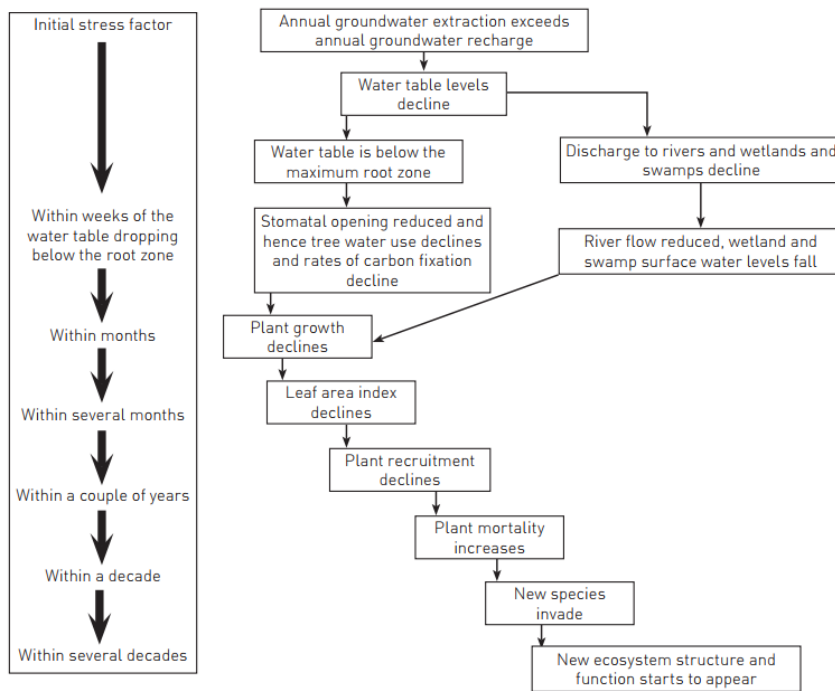 Initial stress factor
Within weeks of the
water table dropping
below the root zone
Within months
Within several months
Within a couple of years
Within a decade
Within several decades
Annual groundwater extraction exceeds
annual groundwater recharge
Water table levels
decline
Water table is below the
maximum root zone
Discharge to rivers and wetlands and
swamps decline
Stomatal opening reduced and
hence tree water use declines
and rates of carbon fixation
decline
River flow reduced, wetland and
swamp surface water levels fall
Plant growth
declines
Leaf area index
declines
Plant recruitment
declines
Plant mortality
increases
New species
invade
New ecosystem structure and
function starts to appear